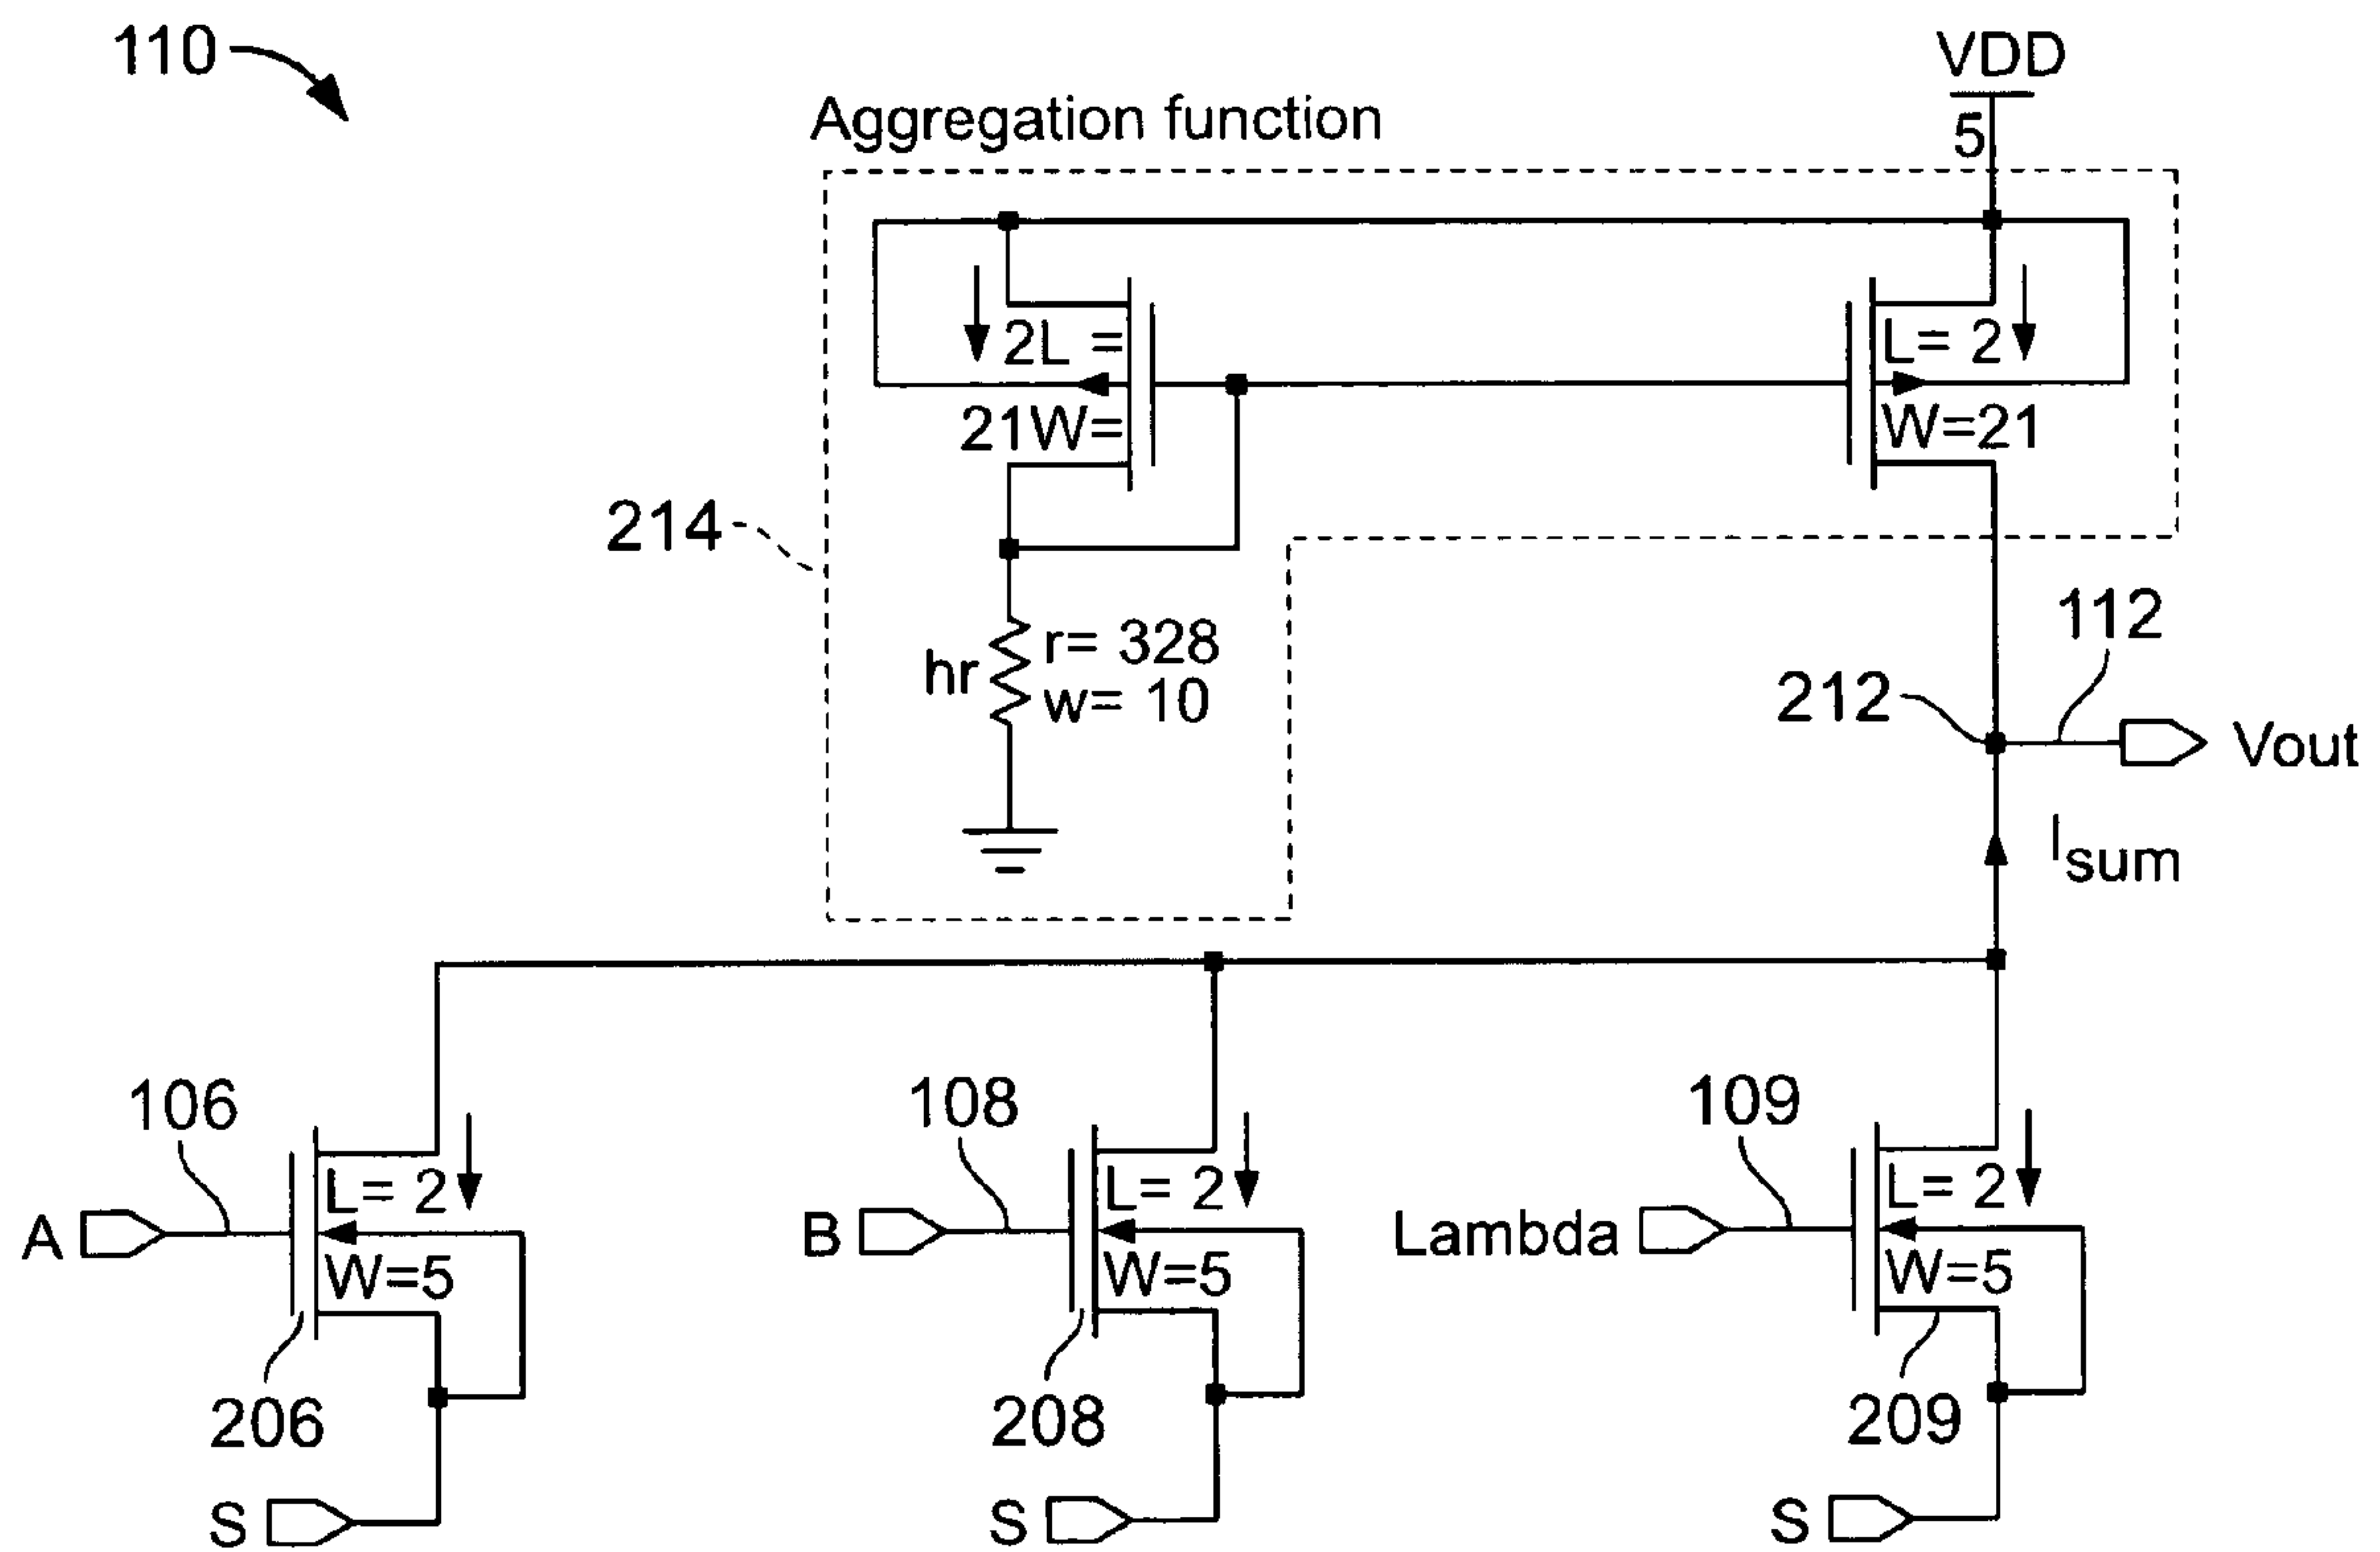 110
VDD
5
Aggregation function
2L =
21W=
L= 2
W=21
214
hr
r= 328
w= 10
112
212
Vout
Isum
106
108
109
A
L= 2
W=5
B
L= 2
W=5
Lambda
L= 2
W=5
206
208
209
S
S
S